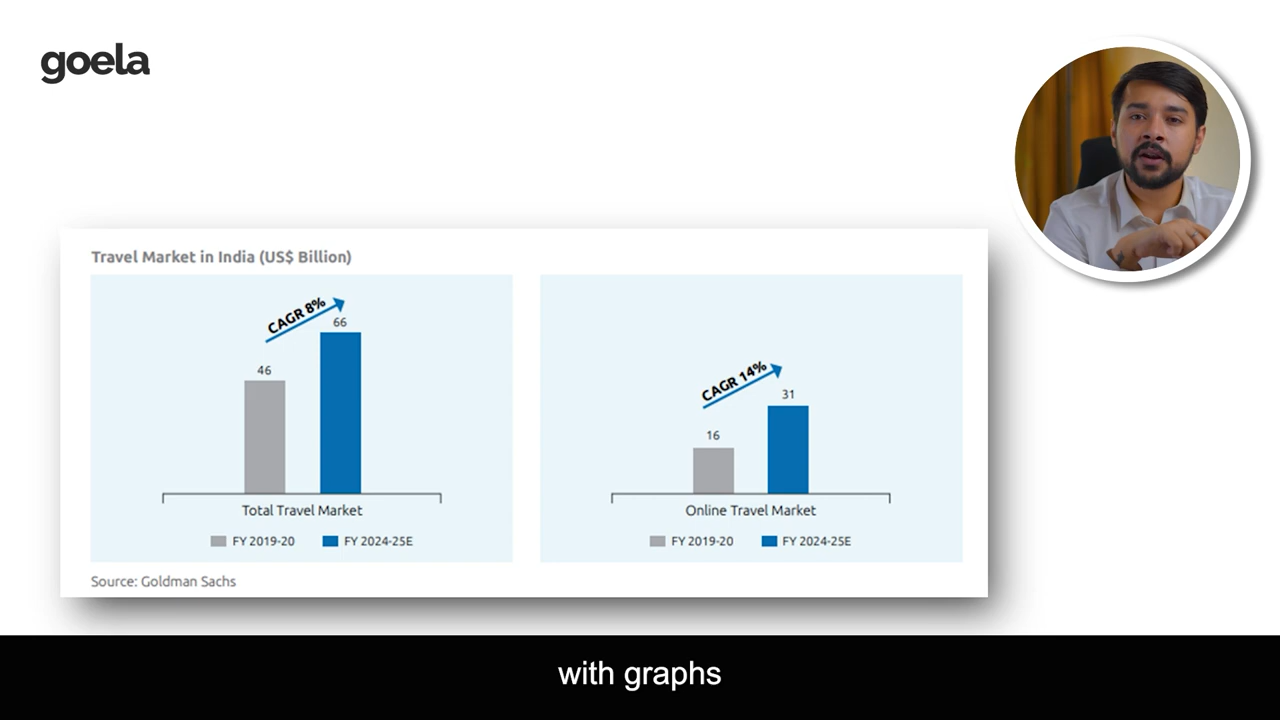 goela
Travel Market in India (US$ Billion)
CAGR 8%
66
46
Total Travel Market
FY 2019-20
FY 2024-25E
CAGR 14%
31
16
Online Travel Market
FY 2019-20
FY 2024-25E
Source: Goldman Sachs
with graphs